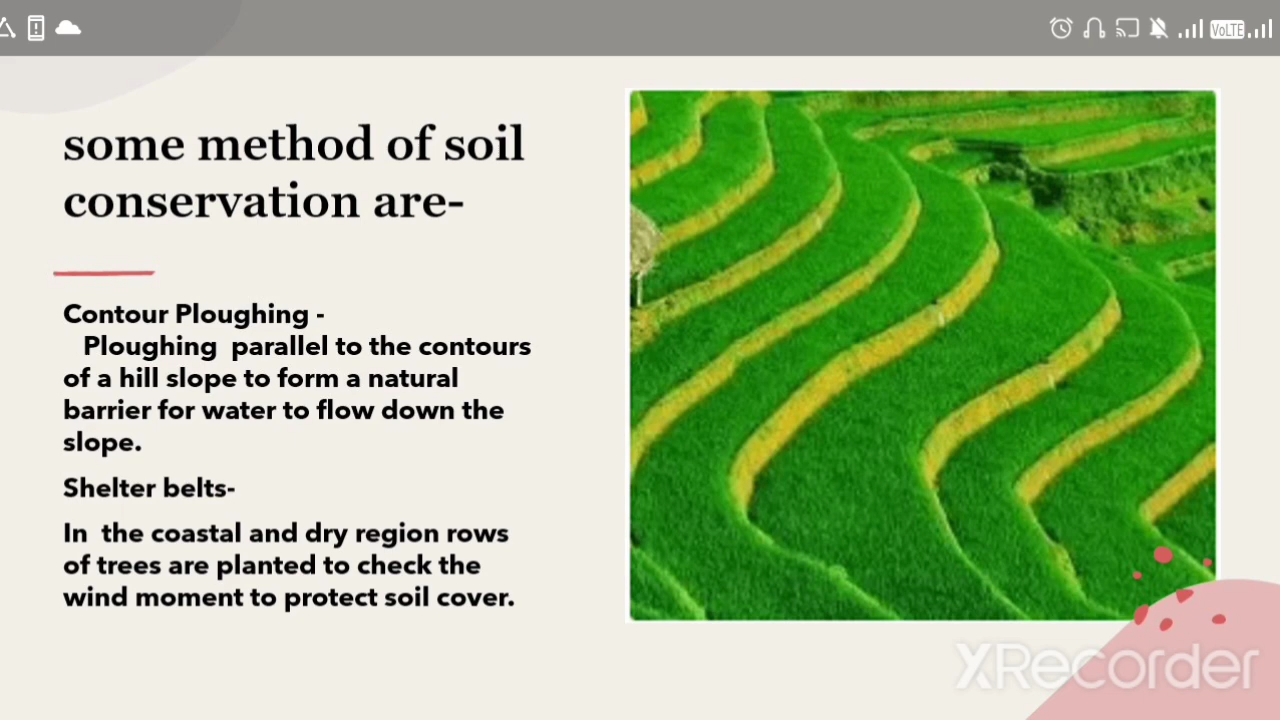 VoLTE
some method of soil
conservation are-
Contour Ploughing -
Ploughing parallel to the contours
of a hill slope to form a natural
barrier for water to flow down the
slope.
Shelter belts-
In the coastal and dry region rows
of trees are planted to check the
wind moment to protect soil cover.
XRecorder